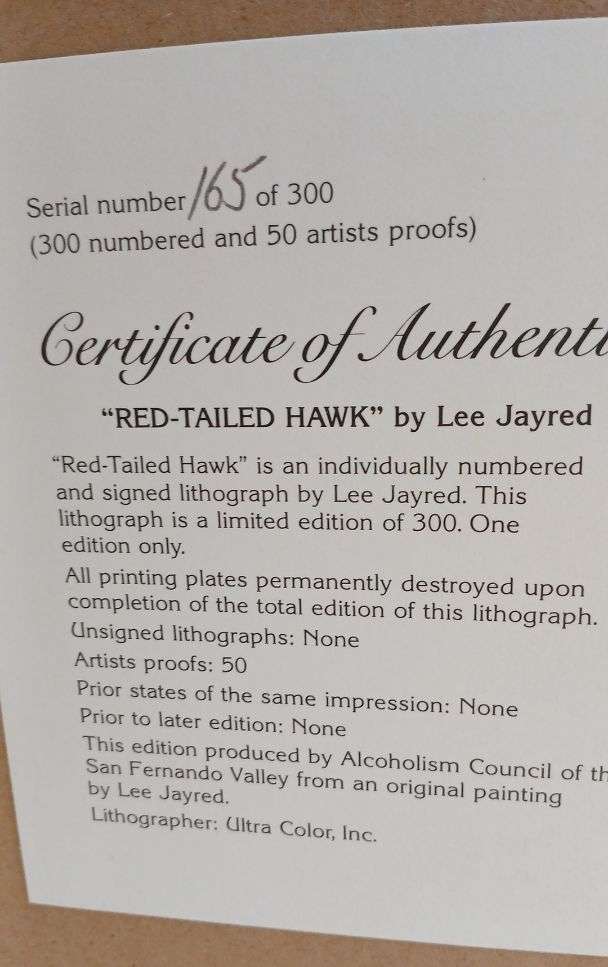 Serial number 165 of 300
(300 numbered and 50 artists proofs)
Certificate of Authenti
“RED-TAILED HAWK” by Lee Jayred
“Red-Tailed Hawk” is an individually numbered
and signed lithograph by Lee Jayred. This
lithograph is a limited edition of 300. One
edition only.
All printing plates permanently destroyed upon
completion of the total edition of this lithograph.
Unsigned lithographs: None
Artists proofs: 50
Prior states of the same impression: None
Prior to later edition: None
This edition produced by Alcoholism Council of th
San Fernando Valley from an original painting
by Lee Jayred.
Lithographer: Ultra Color, Inc.